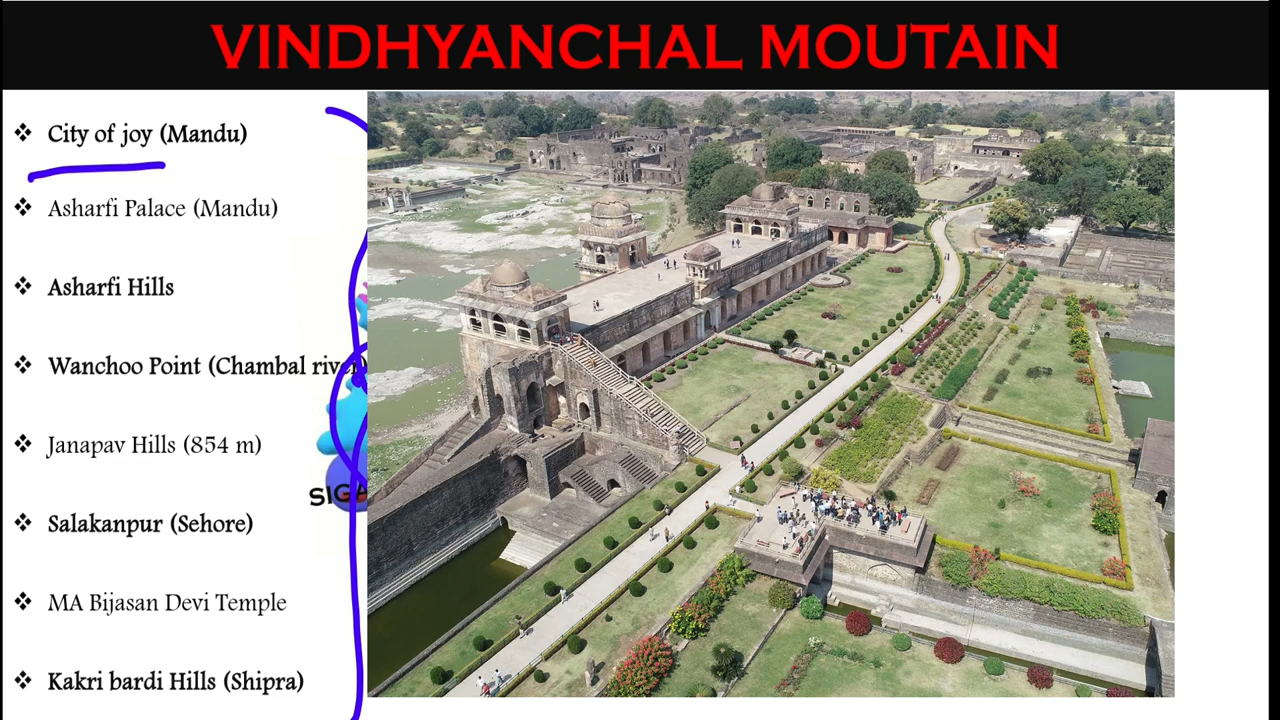 VINDHYANCHAL MOUTAIN
❖ City of joy (Mandu)
❖ Asharfi Palace (Mandu)
❖ Asharfi Hills
❖ Wanchoo Point (Chambal river)
❖ Janapav Hills (854 m)
❖ Salakanpur (Sehore)
❖ MA Bijasan Devi Temple
❖ Kakri bardi Hills (Shipra)